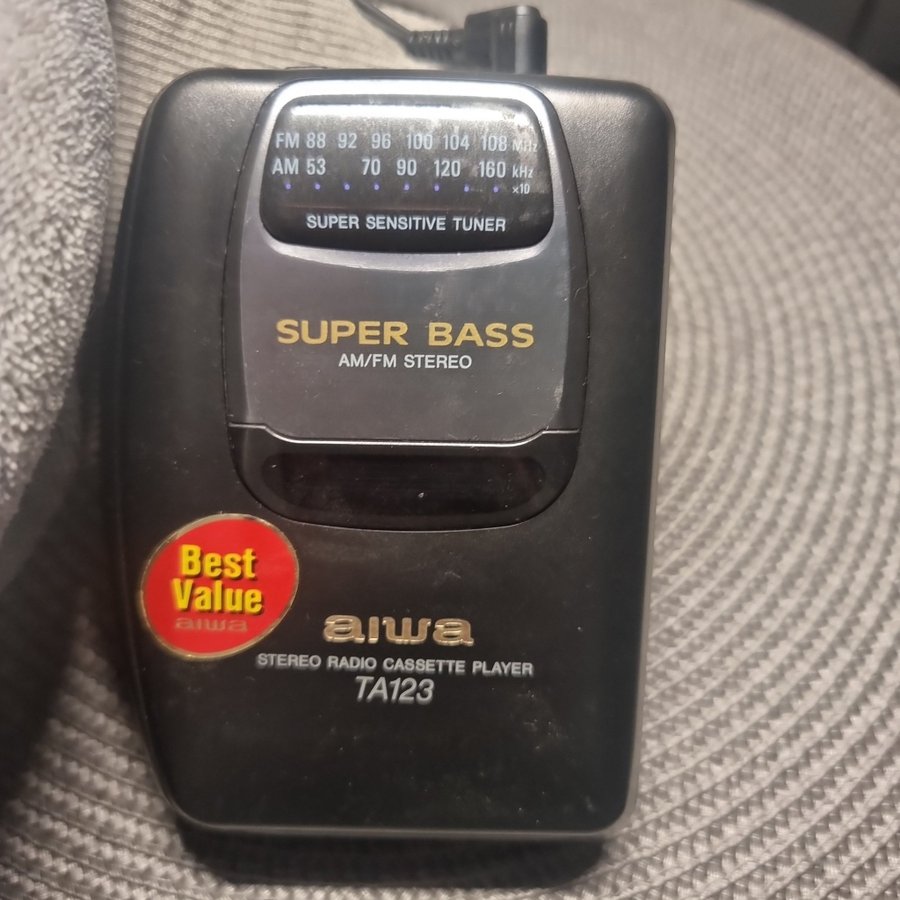 FM 88 92 96 100 104 108 MHz
AM 53 70 90 120 160 kHz
x10
SUPER SENSITIVE TUNER
SUPER BASS
AM/FM STEREO
Best
Value
aiwa
aiwa
STEREO RADIO CASSETTE PLAYER
TA123